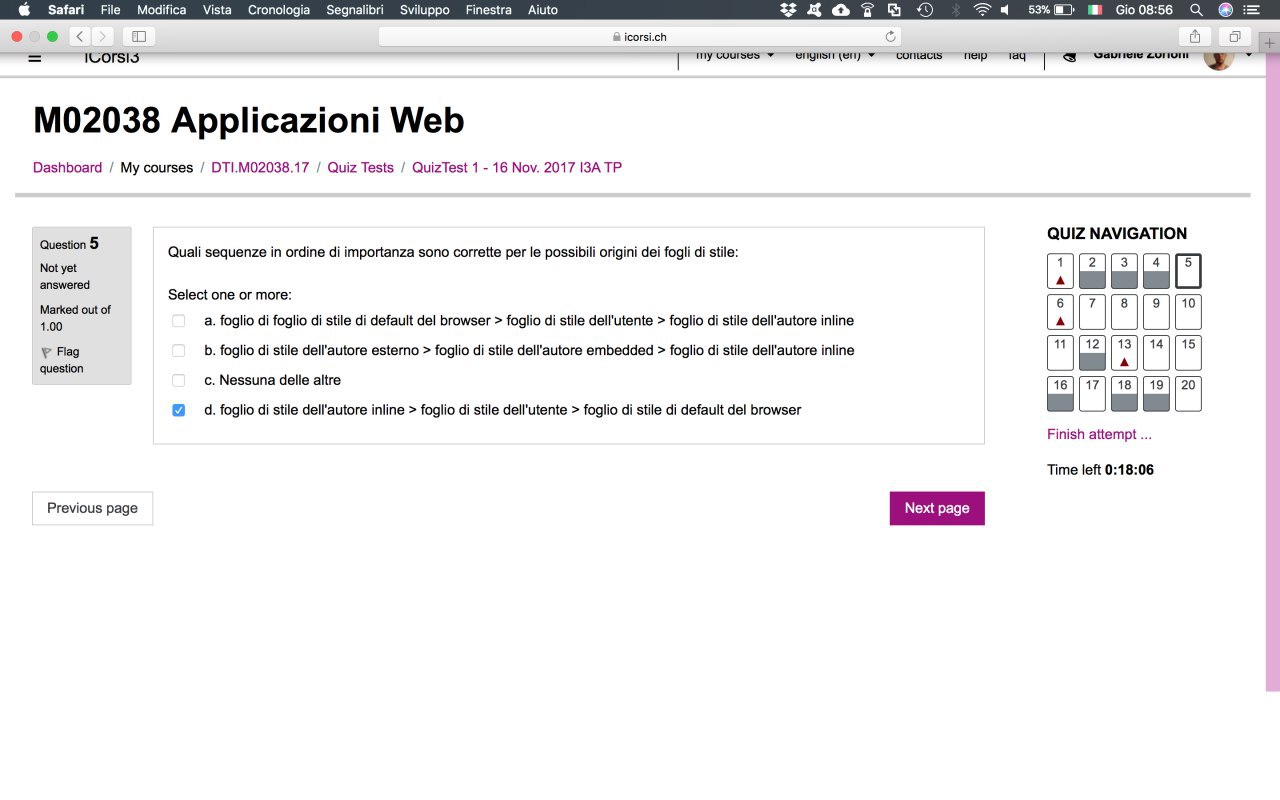 Safari File Modifica Vista Cronologia Segnalibri Sviluppo Finestra Aiuto 53% Gio 08:56
icorsi.ch
iCorsi3 my courses english (en) contacts help faq Gabriele Zorloni
M02038 Applicazioni Web
Dashboard / My courses / DTI.M02038.17 / Quiz Tests / QuizTest 1 - 16 Nov. 2017 I3A TP
Question 5
Not yet
answered
Marked out of
1.00
Flag
question
Quali sequenze in ordine di importanza sono corrette per le possibili origini dei fogli di stile:
Select one or more:
a. foglio di foglio di stile di default del browser > foglio di stile dell'utente > foglio di stile dell'autore inline
b. foglio di stile dell'autore esterno > foglio di stile dell'autore embedded > foglio di stile dell'autore inline
c. Nessuna delle altre
d. foglio di stile dell'autore inline > foglio di stile dell'utente > foglio di stile di default del browser
Previous page
Next page
QUIZ NAVIGATION
1 2 3 4 5
6 7 8 9 10
11 12 13 14 15
16 17 18 19 20
Finish attempt ...
Time left 0:18:06